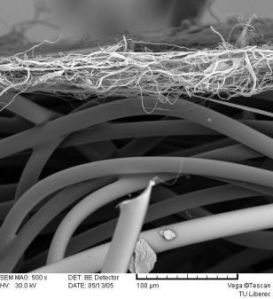 SEM MAG: 500 x
DET: BE Detector
HV: 30.0 kV
DATE: 05/13/05
100 µm
Vega ©Tescan
TU Liberec